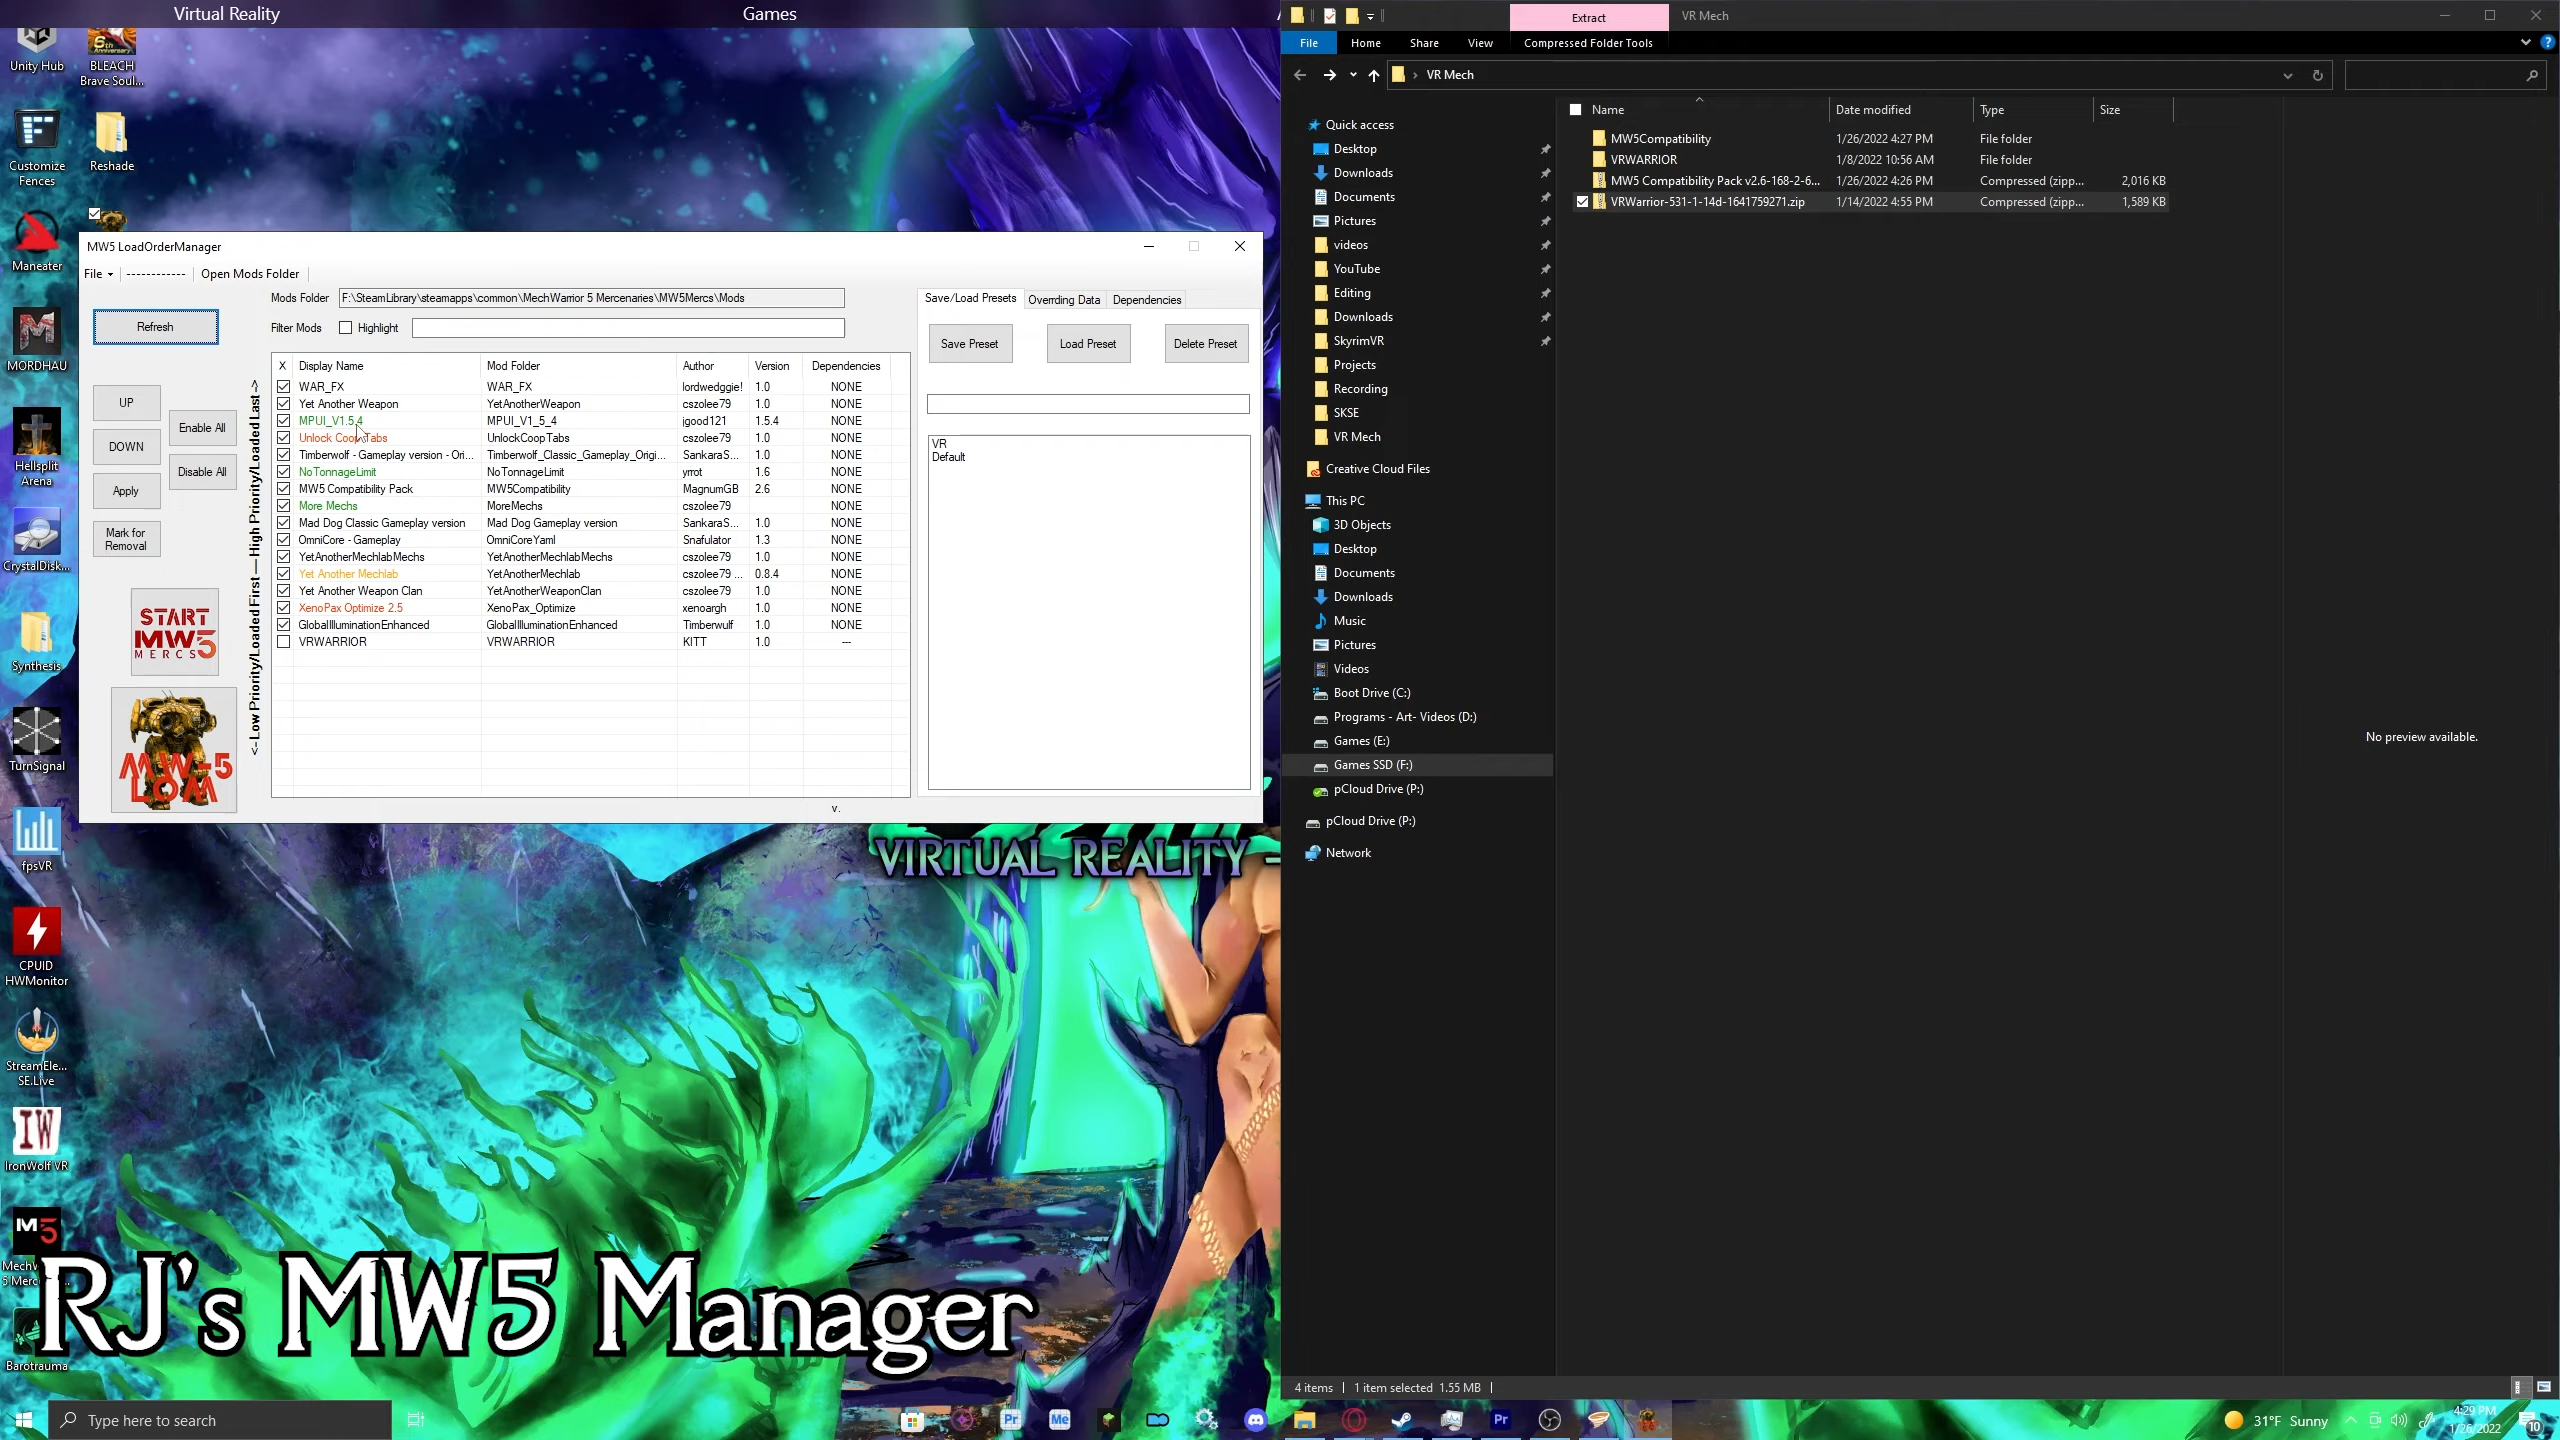 Virtual Reality
Games
Unity Hub
BLEACH
Brave Soul...
Customize
Fences
Reshade
Maneater
MORDHAU
Hellsplit
Arena
CrystalDisk...
Synthesis
TurnSignal
fpsVR
CPUID
HWMonitor
StreamEle...
SE.Live
IronWolf VR
Barotrauma
MW5 LoadOrderManager
File
------------
Open Mods Folder
Refresh
UP
DOWN
Apply
Mark for
Removal
Enable All
Disable All
START
MW5
MERCS
MW-5
LOM
<-- Low Priority/Loaded First --- High Priority/Loaded Last -->
Mods Folder F:\SteamLibrary\steamapps\common\MechWarrior 5 Mercenaries\MW5Mercs\Mods
Filter Mods Highlight
X Display Name Mod Folder Author Version Dependencies
WAR_FX WAR_FX lordwedggie! 1.0 NONE
Yet Another Weapon YetAnotherWeapon cszolee79 1.0 NONE
MPUI_V1.5.4 MPUI_V1_5_4 jgood121 1.5.4 NONE
Unlock Coop Tabs UnlockCoopTabs cszolee79 1.0 NONE
Timberwolf - Gameplay version - Ori... Timberwolf_Classic_Gameplay_Origi... SankaraS... 1.0 NONE
NoTonnageLimit NoTonnageLimit yrrot 1.6 NONE
MW5 Compatibility Pack MW5Compatibility MagnumGB 2.6 NONE
More Mechs MoreMechs cszolee79 NONE
Mad Dog Classic Gameplay version Mad Dog Gameplay version SankaraS... 1.0 NONE
OmniCore - Gameplay OmniCoreYaml Snafulator 1.3 NONE
YetAnotherMechlabMechs YetAnotherMechlabMechs cszolee79 1.0 NONE
Yet Another Mechlab YetAnotherMechlab cszolee79 ... 0.8.4 NONE
Yet Another Weapon Clan YetAnotherWeaponClan cszolee79 1.0 NONE
XenoPax Optimize 2.5 XenoPax_Optimize xenoargh 1.0 NONE
GlobalIlluminationEnhanced GlobalIlluminationEnhanced Timberwulf 1.0 NONE
VRWARRIOR VRWARRIOR KITT 1.0 ---
v.
Save/Load Presets Overriding Data Dependencies
Save Preset Load Preset Delete Preset
VR
Default
VIRTUAL REALITY -
RJ's MW5 Manager
Type here to search
Extract
VR Mech
File Home Share View Compressed Folder Tools
VR Mech
Quick access
Desktop
Downloads
Documents
Pictures
videos
YouTube
Editing
Downloads
SkyrimVR
Projects
Recording
SKSE
VR Mech
Creative Cloud Files
This PC
3D Objects
Desktop
Documents
Downloads
Music
Pictures
Videos
Boot Drive (C:)
Programs - Art- Videos (D:)
Games (E:)
Games SSD (F:)
pCloud Drive (P:)
pCloud Drive (P:)
Network
Name Date modified Type Size
MW5Compatibility 1/26/2022 4:27 PM File folder
VRWARRIOR 1/8/2022 10:56 AM File folder
MW5 Compatibility Pack v2.6-168-2-6... 1/26/2022 4:26 PM Compressed (zipp... 2,016 KB
VRWarrior-531-1-14d-1641759271.zip 1/14/2022 4:55 PM Compressed (zipp... 1,589 KB
No preview available.
4 items 1 item selected 1.55 MB
Pr
Me
Pr
31°F Sunny
4:29 PM
1/26/2022
10